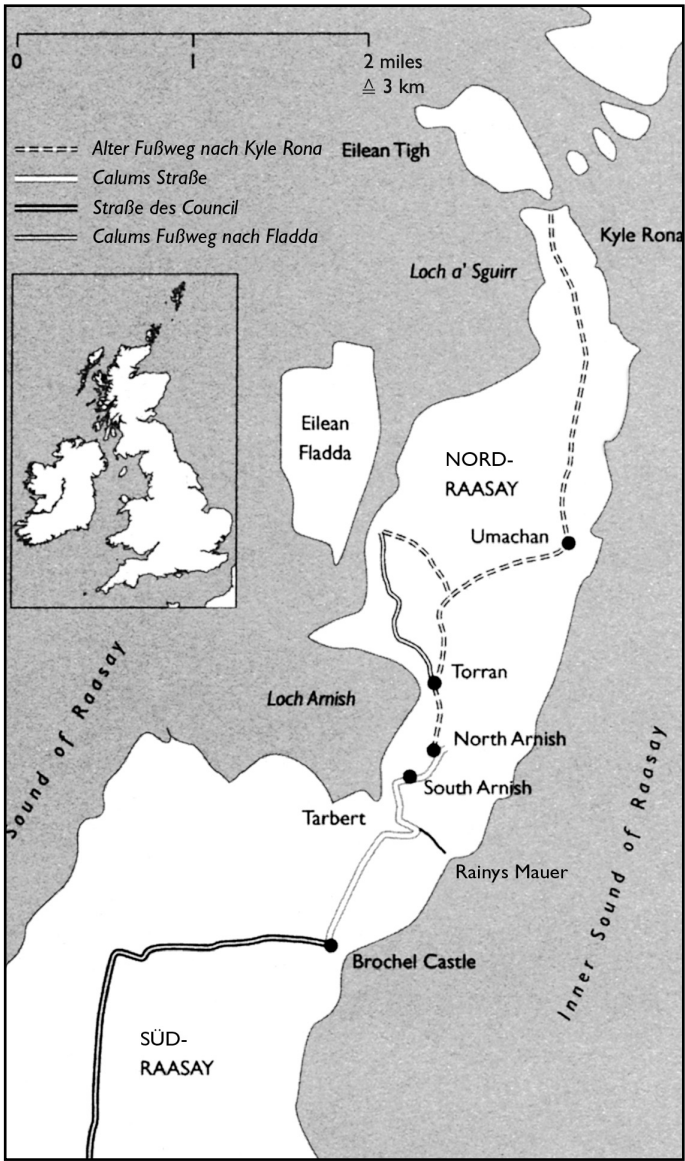 0 1 2 miles
≙ 3 km
Alter Fußweg nach Kyle Rona
Calums Straße
Straße des Council
Calums Fußweg nach Fladda
Eilean Tigh
Kyle Rona
Loch a' Sguirr
Eilean
Fladda
NORD-
RAASAY
Umachan
Torran
Loch Arnish
North Arnish
South Arnish
Sound of Raasay
Tarbert
Rainys Mauer
Inner Sound of Raasay
Brochel Castle
SÜD-
RAASAY